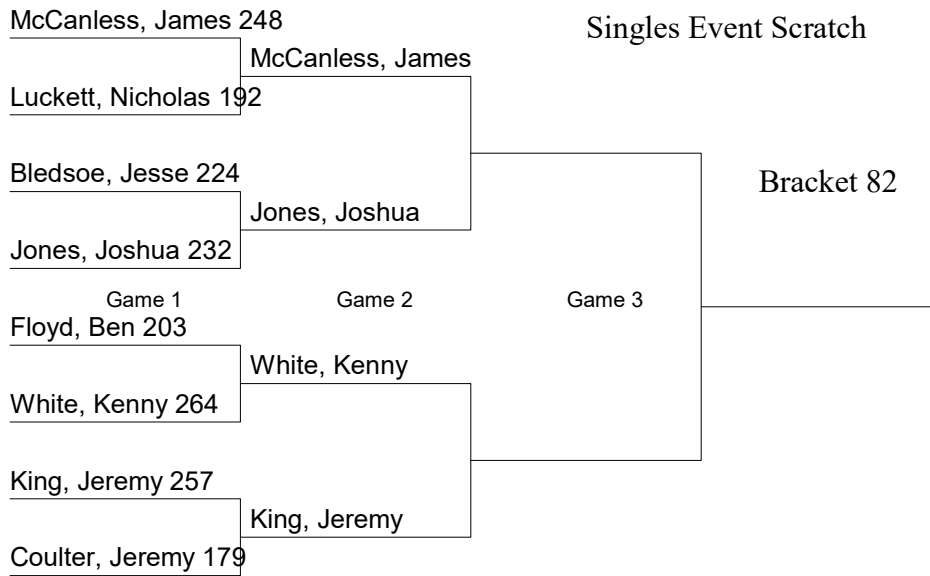 McCanless, James 248
Singles Event Scratch
McCanless, James
Luckett, Nicholas 192
Bledsoe, Jesse 224
Bracket 82
Jones, Joshua
Jones, Joshua 232
Game 1
Game 2
Game 3
Floyd, Ben 203
White, Kenny
White, Kenny 264
King, Jeremy 257
King, Jeremy
Coulter, Jeremy 179